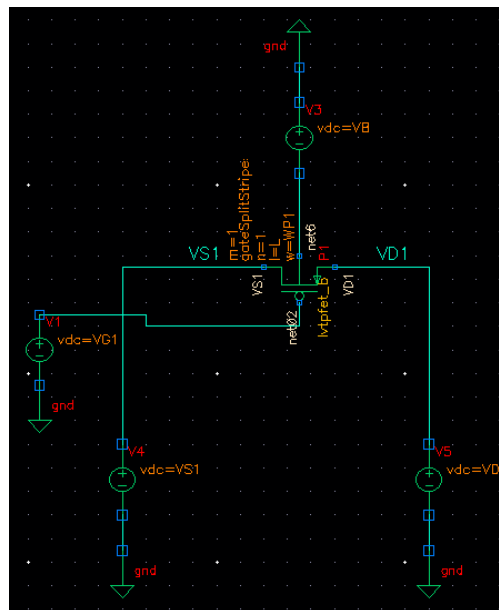 gnd
V3
vdc=VB
m=1
gateSplitStripe
n=1
l=L
w=WP1
net6
VS1
P1
VD1
VS1
VD1
lvtpfet_b
net02
V1
vdc=VG1
gnd
V4
vdc=VS1
V5
vdc=VD
gnd
gnd